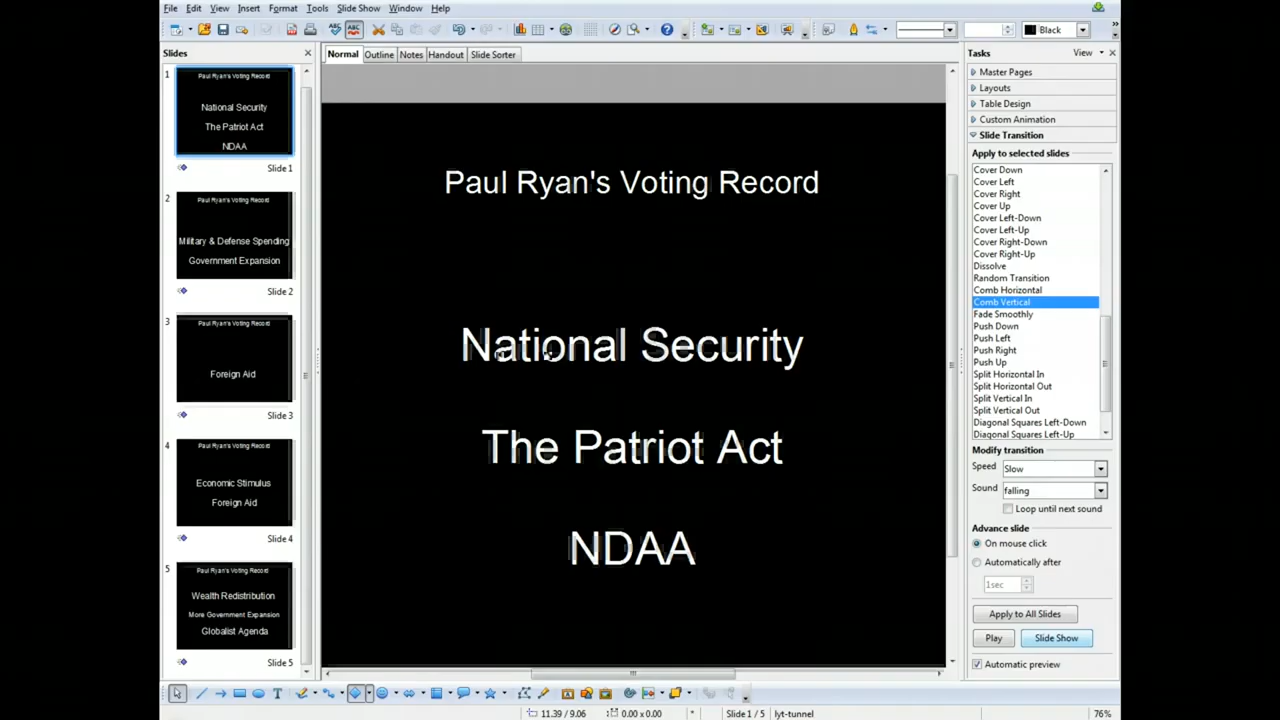 File Edit View Insert Format Tools Slide Show Window Help
Black
Slides
Normal Outline Notes Handout Slide Sorter
Tasks View
1
Paul Ryan's Voting Record
National Security
The Patriot Act
NDAA
Slide 1
2
Paul Ryan's Voting Record
Military & Defense Spending
Government Expansion
Slide 2
3
Paul Ryan's Voting Record
Foreign Aid
Slide 3
4
Paul Ryan's Voting Record
Economic Stimulus
Foreign Aid
Slide 4
5
Paul Ryan's Voting Record
Wealth Redistribution
More Government Expansion
Globalist Agenda
Slide 5
Paul Ryan's Voting Record
National Security
The Patriot Act
NDAA
Master Pages
Layouts
Table Design
Custom Animation
Slide Transition
Apply to selected slides
Cover Down
Cover Left
Cover Right
Cover Up
Cover Left-Down
Cover Left-Up
Cover Right-Down
Cover Right-Up
Dissolve
Random Transition
Comb Horizontal
Comb Vertical
Fade Smoothly
Push Down
Push Left
Push Right
Push Up
Split Horizontal In
Split Horizontal Out
Split Vertical In
Split Vertical Out
Diagonal Squares Left-Down
Diagonal Squares Left-Up
Modify transition
Speed Slow
Sound falling
Loop until next sound
Advance slide
On mouse click
Automatically after
1sec
Apply to All Slides
Play Slide Show
Automatic preview
11.39 / 9.06 0.00 x 0.00 * Slide 1 / 5 lyt-tunnel 76%